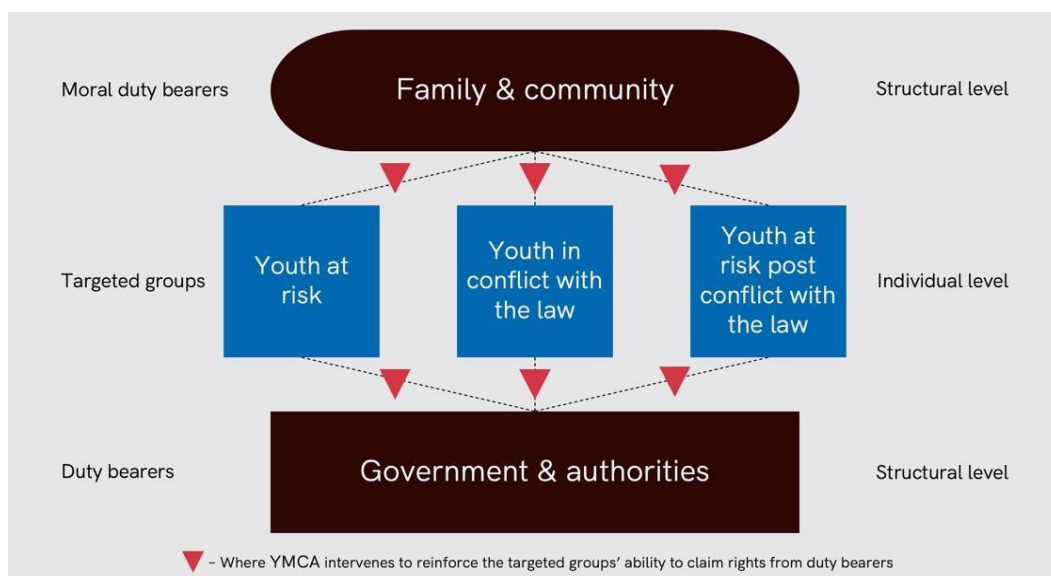 Moral duty bearers
Family & community
Structural level
Targeted groups
Youth at
risk
Youth in
conflict with
the law
Youth at
risk post
conflict with
the law
Individual level
Duty bearers
Government & authorities
Structural level
– Where YMCA intervenes to reinforce the targeted groups' ability to claim rights from duty bearers